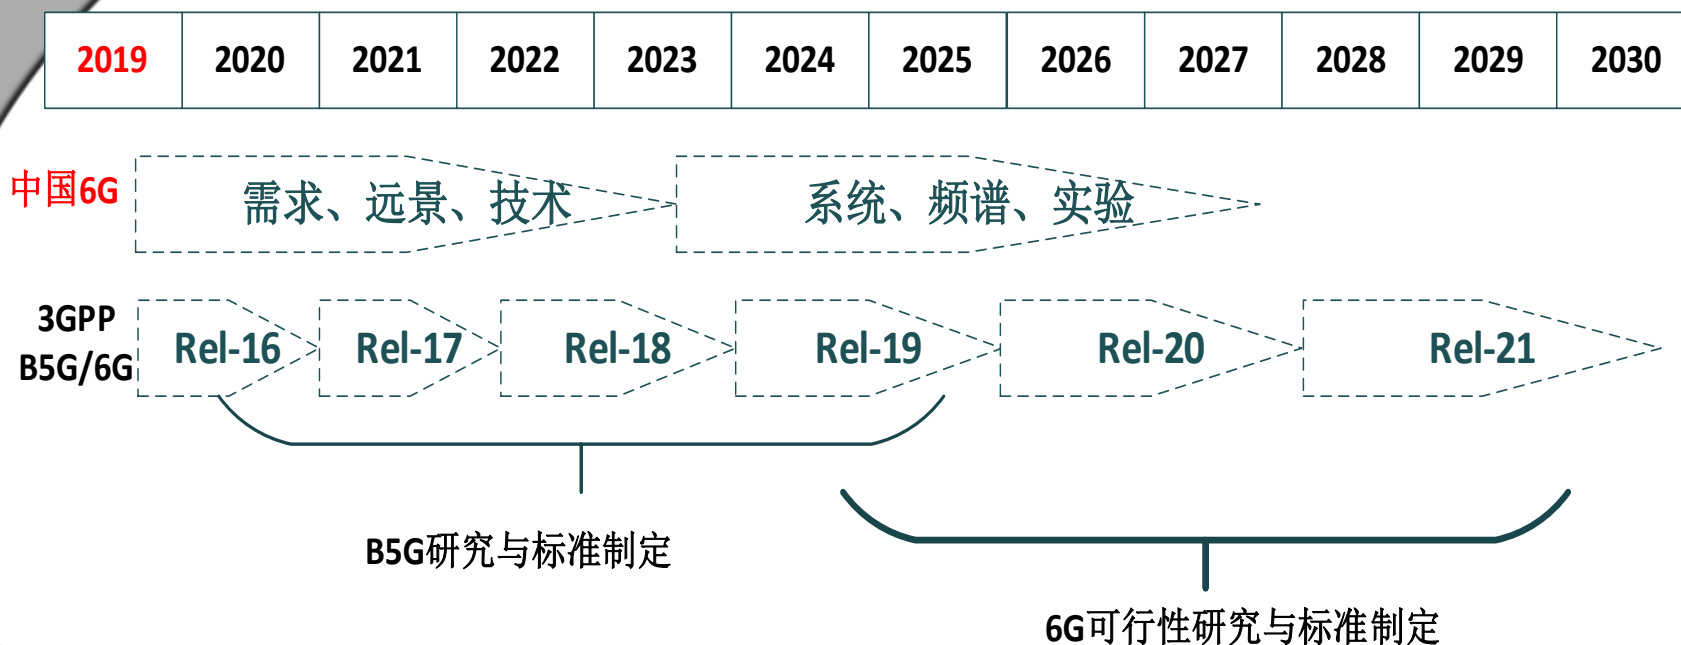 2019 2020 2021 2022 2023 2024 2025 2026 2027 2028 2029 2030
中国6G
需求、远景、技术
系统、频谱、实验
3GPP
B5G/6G
Rel-16 Rel-17 Rel-18 Rel-19 Rel-20 Rel-21
B5G研究与标准制定
6G可行性研究与标准制定